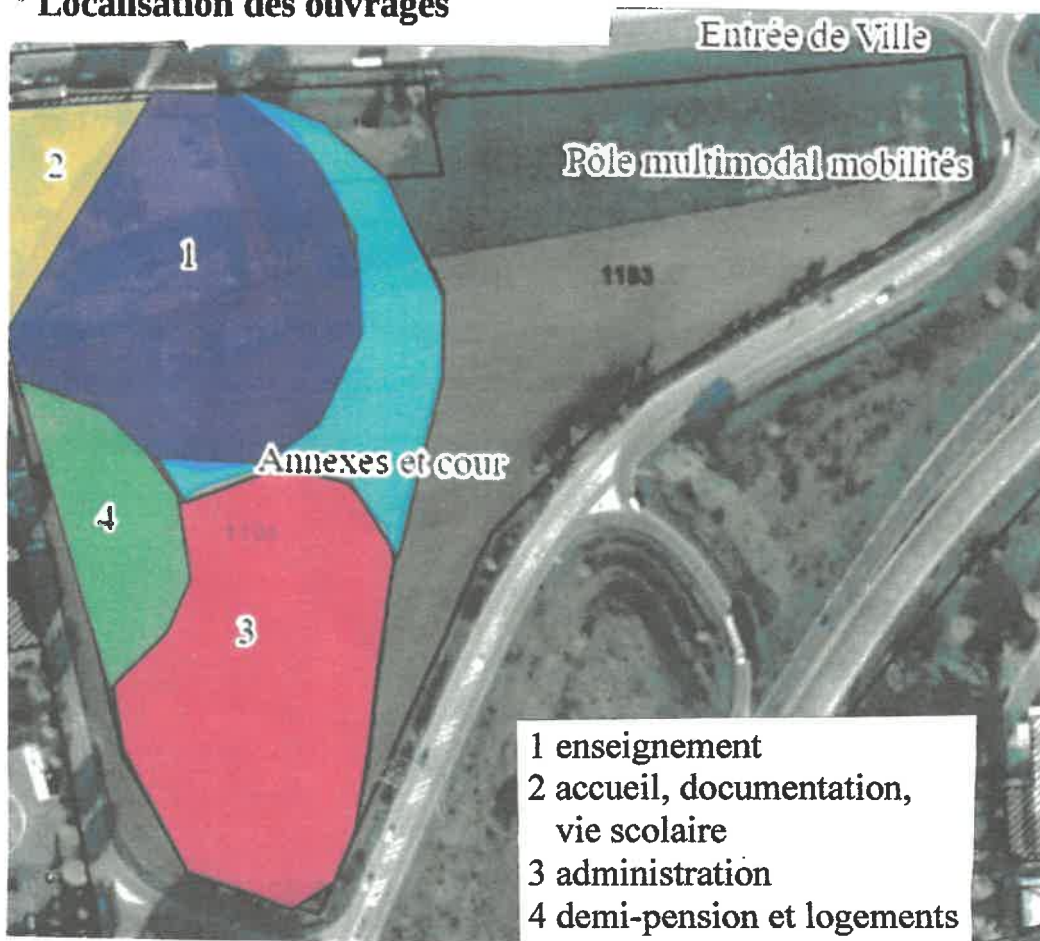 * Localisation des ouvrages
Entrée de Ville
2
Pôle multimodal mobilités
1
1183
Annexes et cour
4
3
1 enseignement
2 accueil, documentation,
vie scolaire
3 administration
4 demi-pension et logements